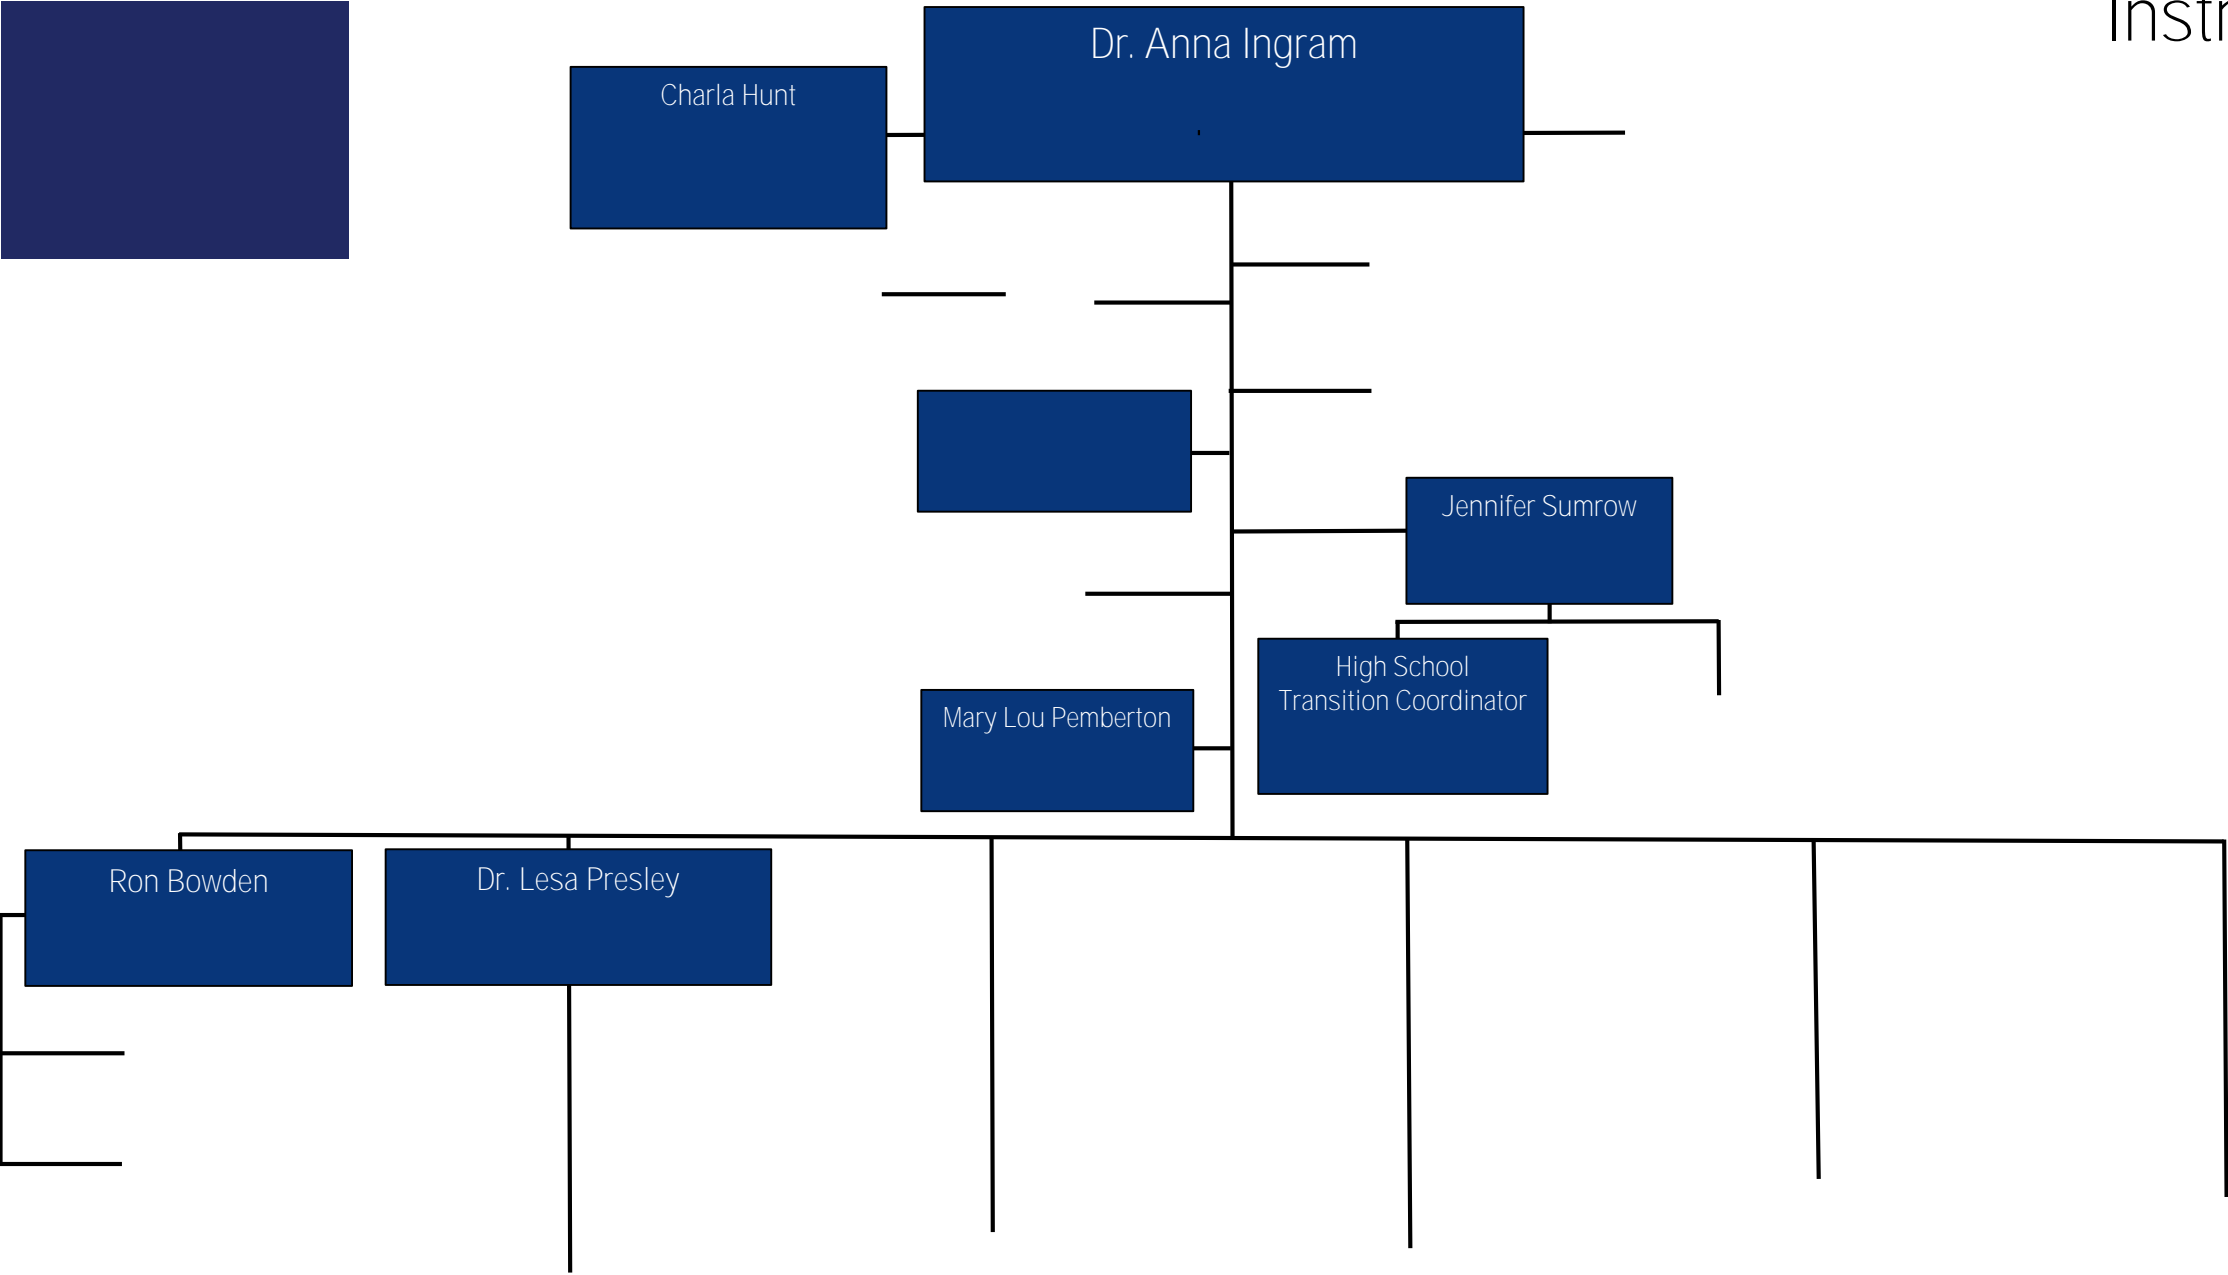 Dr. Anna Ingram
Charla Hunt
Jennifer Sumrow
High School
Transition Coordinator
Mary Lou Pemberton
Ron Bowden
Dr. Lesa Presley